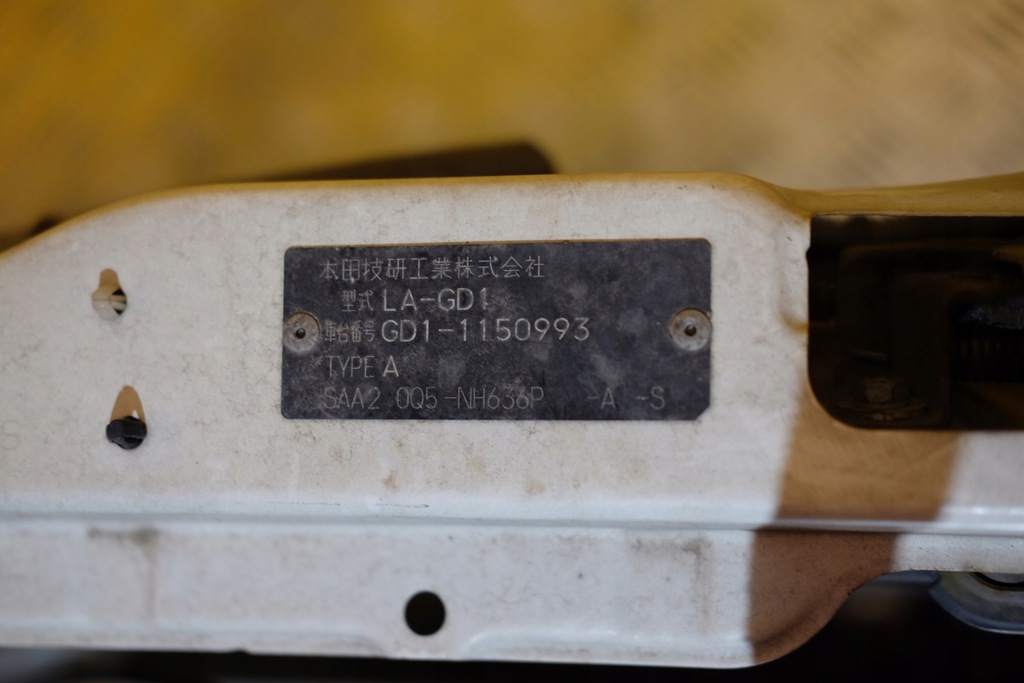 本田技研工業株式会社
型式 LA-GD1
車台番号 GD1-1150993
TYPE A
SAA2 0Q5-NH636P -A -S